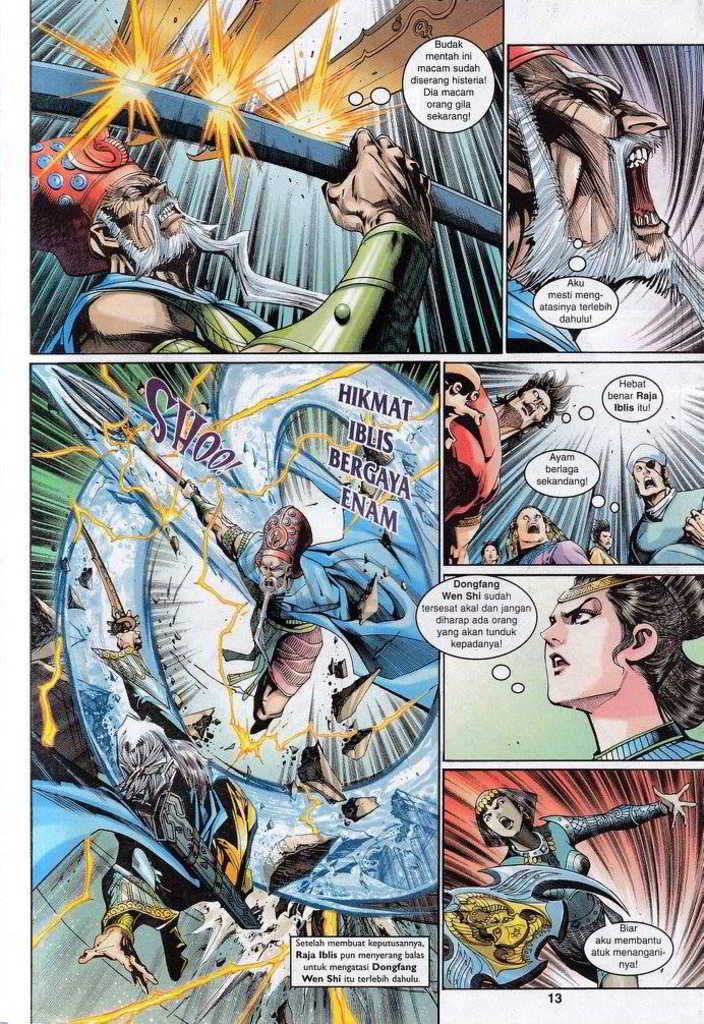 Budak
mentah ini
macam sudah
diserang histeria!
Dia macam
orang gila
sekarang!
Aku
mesti meng-
atasinya terlebih
dahulu!
SHOO!
HIKMAT
IBLIS
BERGAYA
ENAM
Setelah membuat keputusannya,
Raja Iblis pun menyerang balas
untuk mengatasi Dongfang
Wen Shi itu terlebih dahulu.
Hebat
benar Raja
Iblis itu!
Ayam
berlaga
sekandang!
Dongfang
Wen Shi sudah
tersesat akal dan jangan
diharap ada orang
yang akan tunduk
kepadanya!
Biar
aku membantu
atuk menangani-
nya!
13